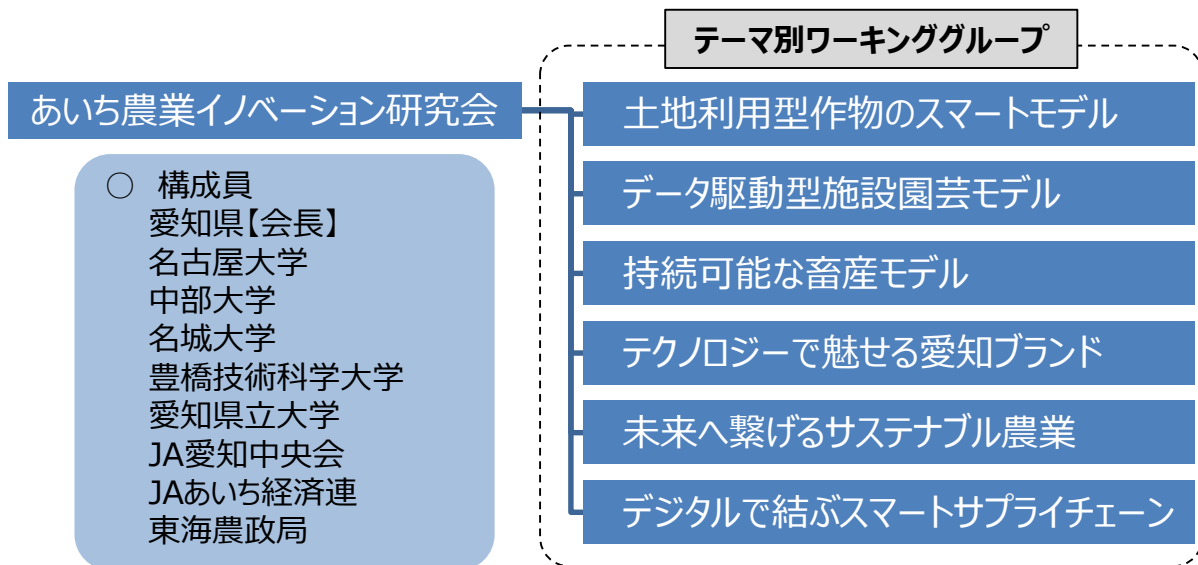 テーマ別ワーキンググループ
あいち農業イノベーション研究会
○ 構成員
愛知県【会長】
名古屋大学
中部大学
名城大学
豊橋技術科学大学
愛知県立大学
JA愛知中央会
JAあいち経済連
東海農政局
土地利用型作物のスマートモデル
データ駆動型施設園芸モデル
持続可能な畜産モデル
テクノロジーで魅せる愛知ブランド
未来へ繋げるサステナブル農業
デジタルで結ぶスマートサプライチェーン